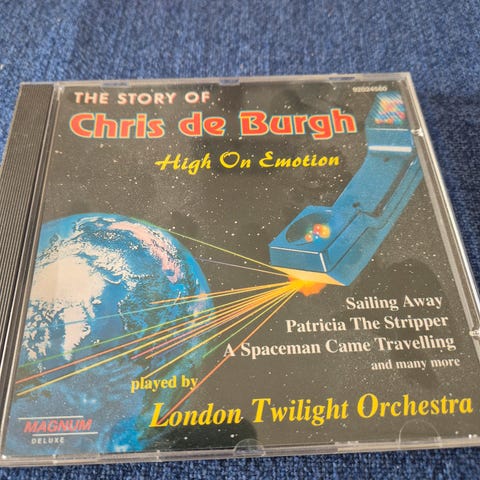 THE STORY OF
92024560
Chris de Burgh
High On Emotion
Sailing Away
Patricia The Stripper
A Spaceman Came Travelling
and many more
played by
London Twilight Orchestra
MAGNUM
DELUXE